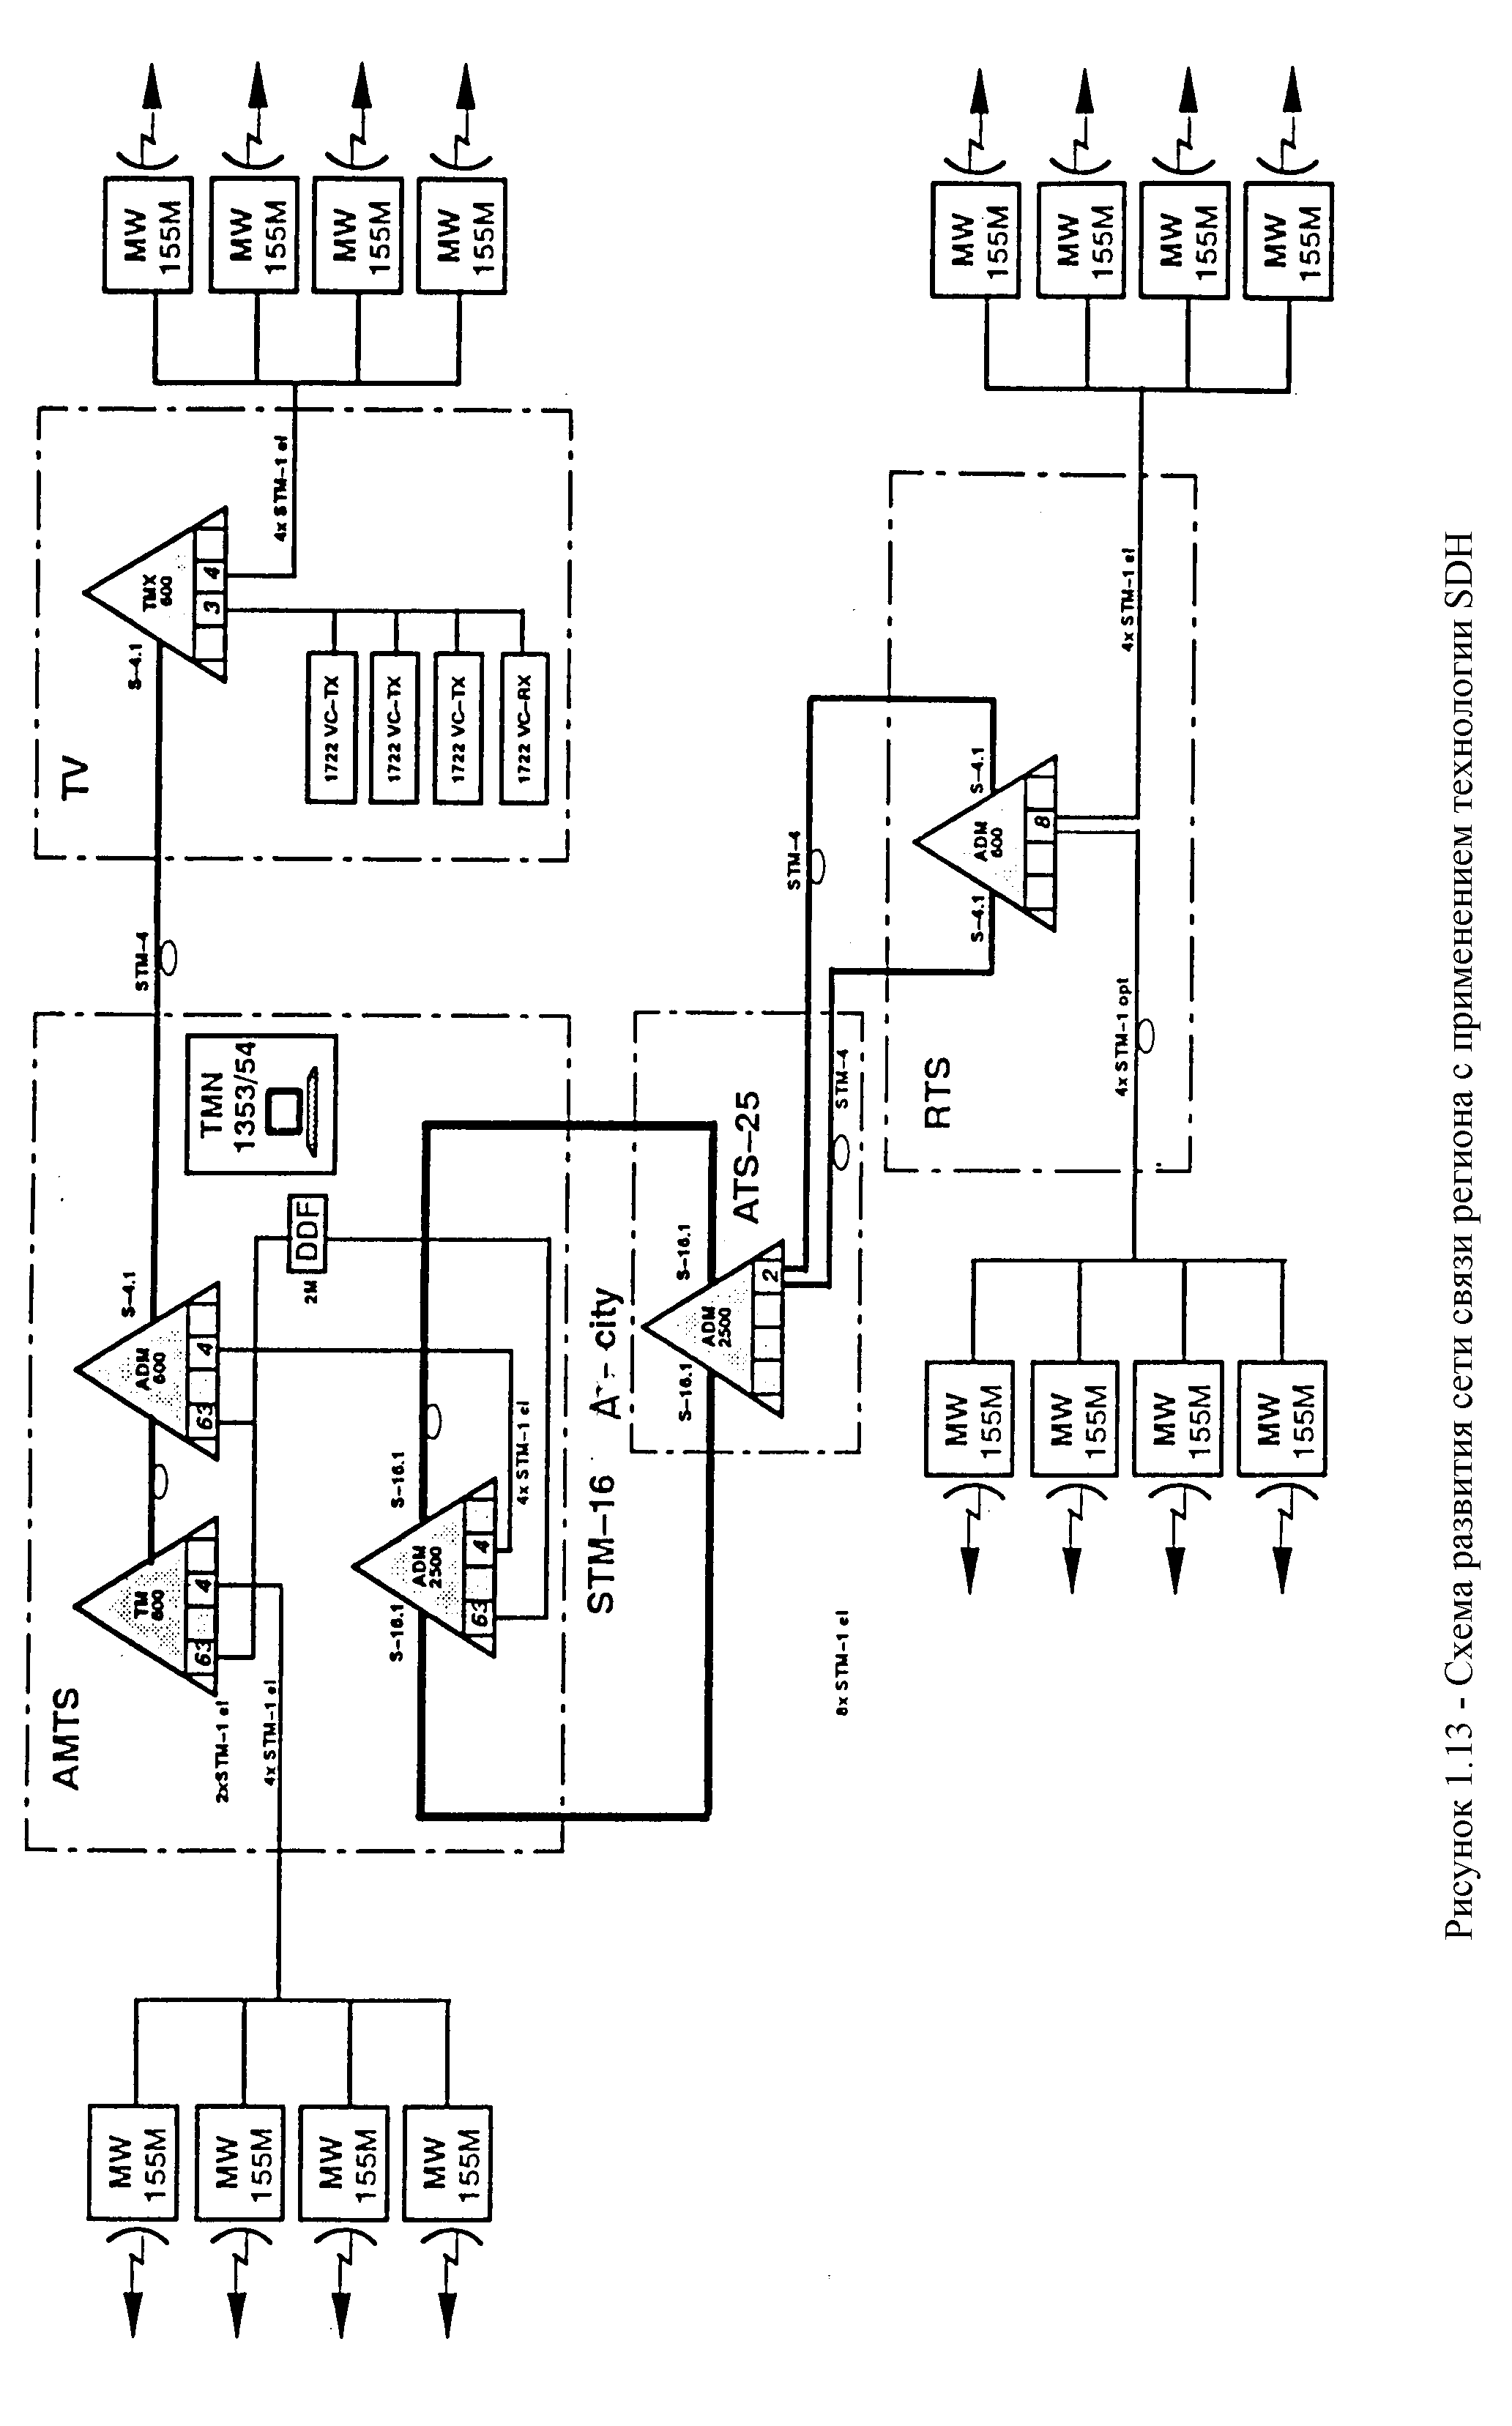 AMTS
TM
600
63
4
2xSTM-1 el
4x STM-1 el
ADM
600
S-4.1
63
4
STM-4
TMN
1353/54
2M
DDF
ADM
2500
S-16.1
S-16.1
63
4
4x STM-1 el
STM-16
city
TV
S-4.1
TMX
600
3
4
4x STM-1 el
1722 VC-TX
1722 VC-TX
1722 VC-TX
1722 VC-RX
MW
155M
MW
155M
MW
155M
MW
155M
MW
155M
MW
155M
MW
155M
MW
155M
ATS-25
S-16.1
S-16.1
ADM
2500
2
STM-4
STM-4
8x STM-1 el
RTS
S-4.1
S-4.1
ADM
600
8
4x STM-1 opt
4x STM-1 el
MW
155M
MW
155M
MW
155M
MW
155M
MW
155M
MW
155M
MW
155M
MW
155M
Рисунок 1.13 - Схема развития сети связи региона с применением технологии SDH